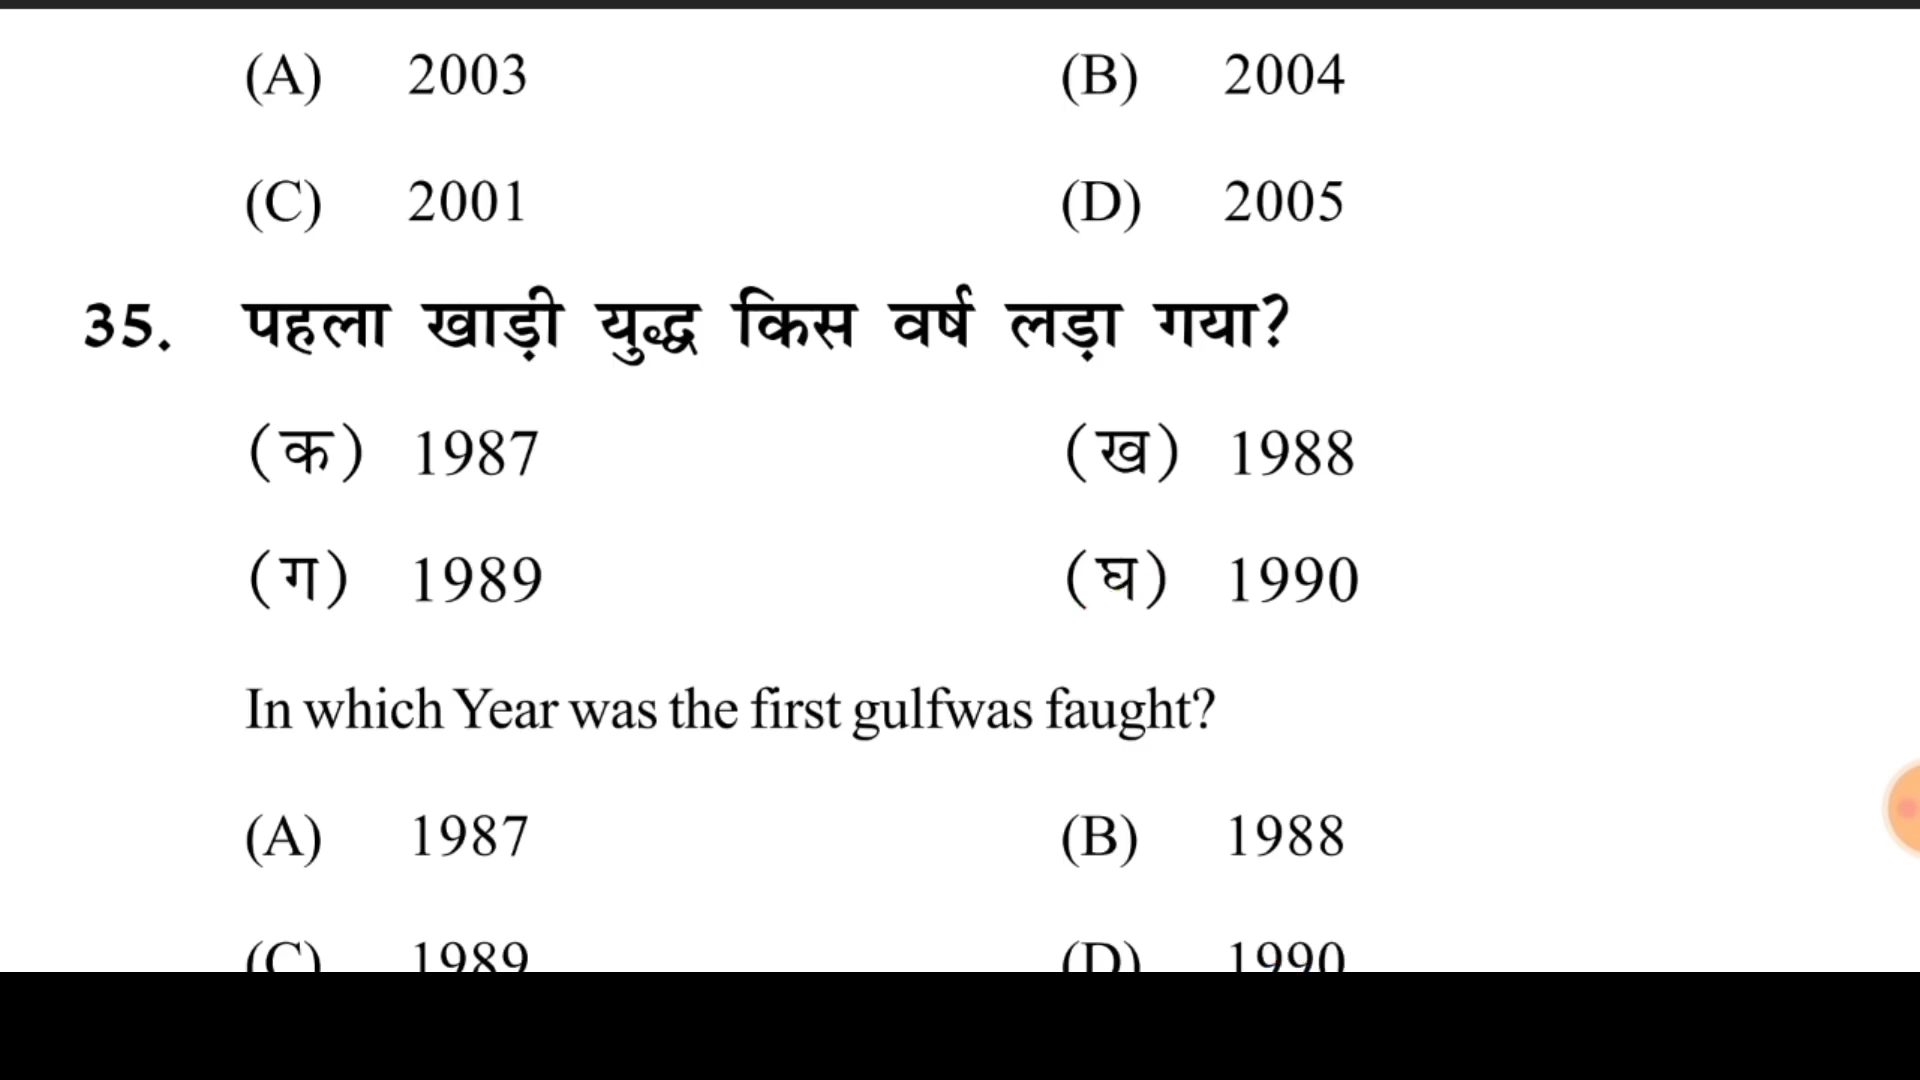 (A) 2003 (B) 2004
(C) 2001 (D) 2005
35. पहला खाड़ी युद्ध किस वर्ष लड़ा गया?
(क) 1987 (ख) 1988
(ग) 1989 (घ) 1990
In which Year was the first gulfwas faught?
(A) 1987 (B) 1988
(C) 1989 (D) 1990